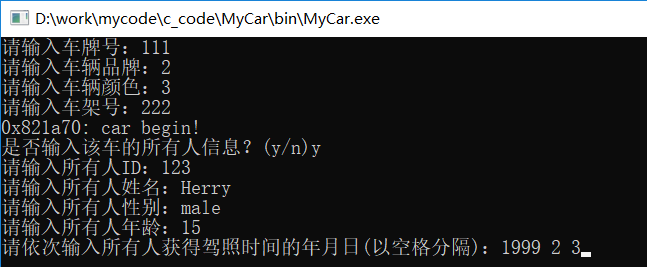 D:\work\mycode\c_code\MyCar\bin\MyCar.exe
请输入车牌号：111
请输入车辆品牌：2
请输入车辆颜色：3
请输入车架号：222
0x821a70: car begin!
是否输入该车的所有人信息？(y/n)y
请输入所有人ID：123
请输入所有人姓名：Herry
请输入所有人性别：male
请输入所有人年龄：15
请依次输入所有人获得驾照时间的年月日(以空格分隔)：1999 2 3